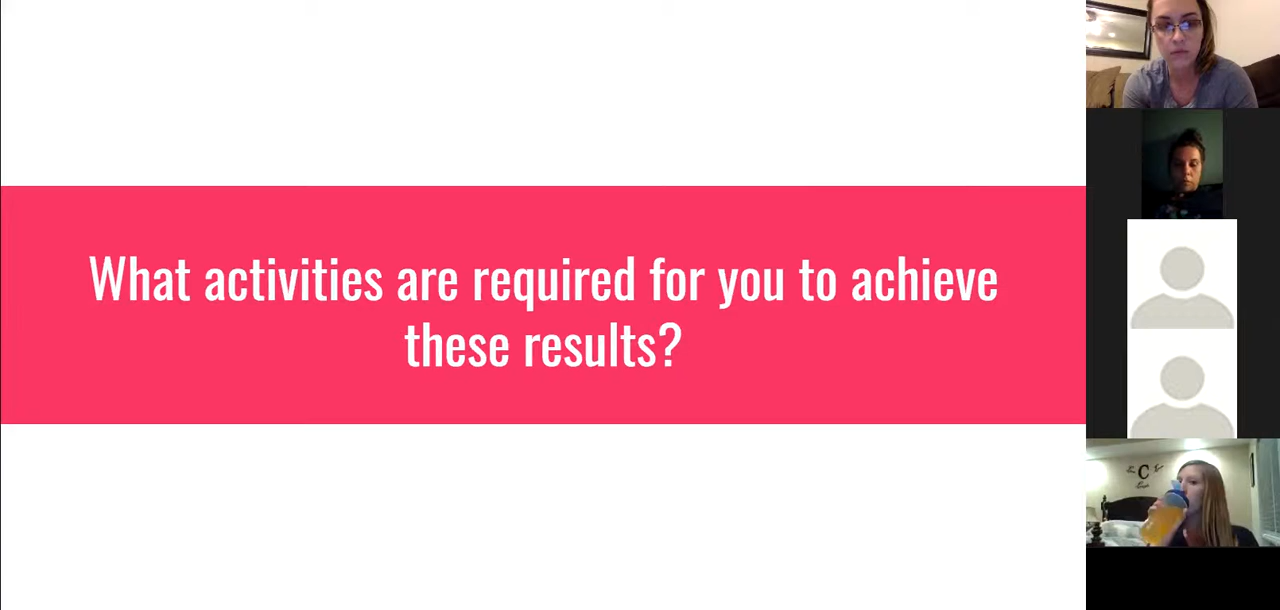 What activities are required for you to achieve
these results?
C